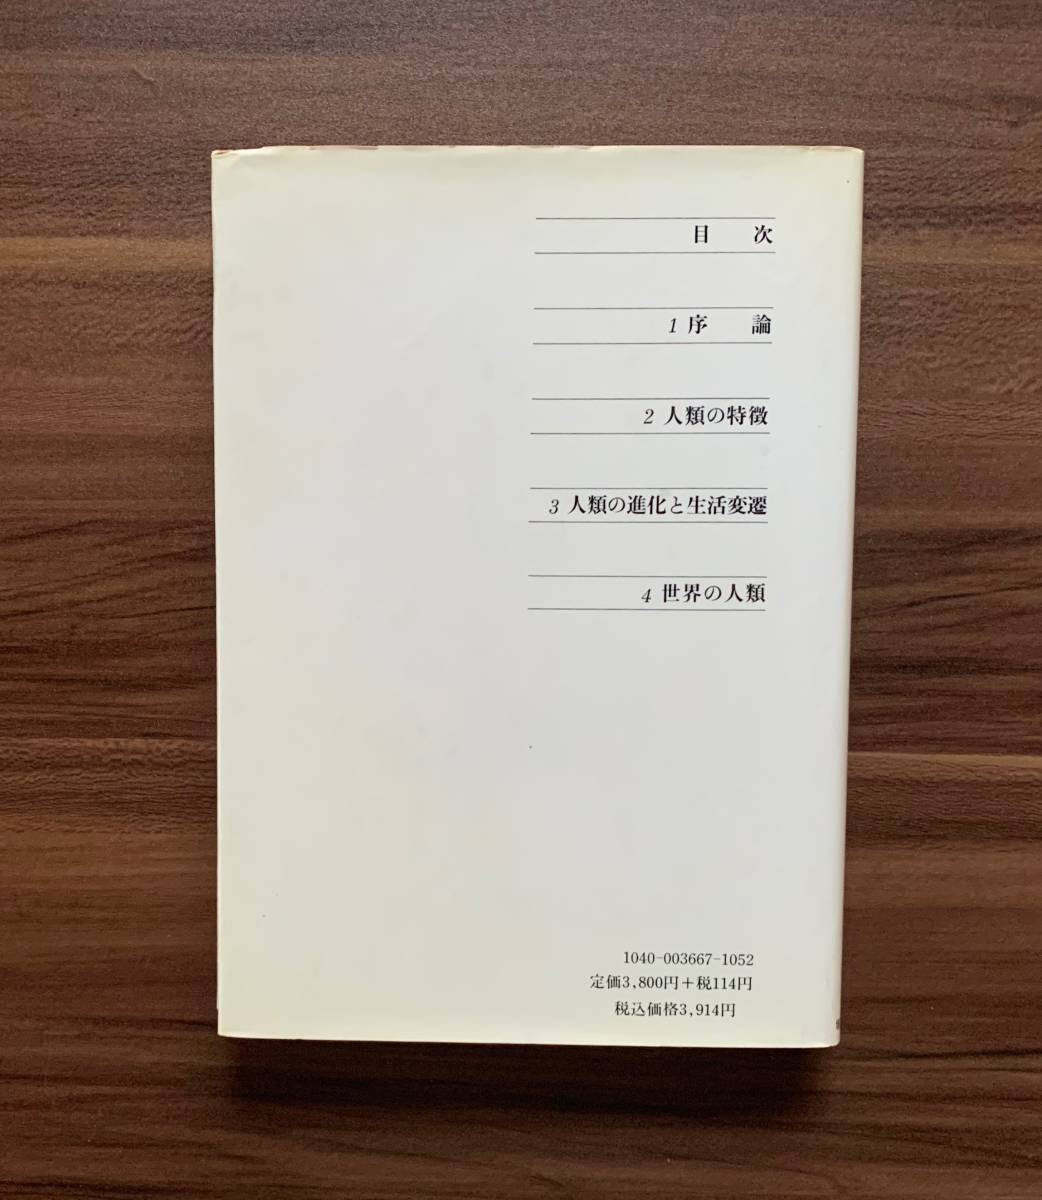 目　次
1 序　論
2 人類の特徴
3 人類の進化と生活変遷
4 世界の人類
1040-003667-1052
定価3,800円＋税114円
税込価格3,914円